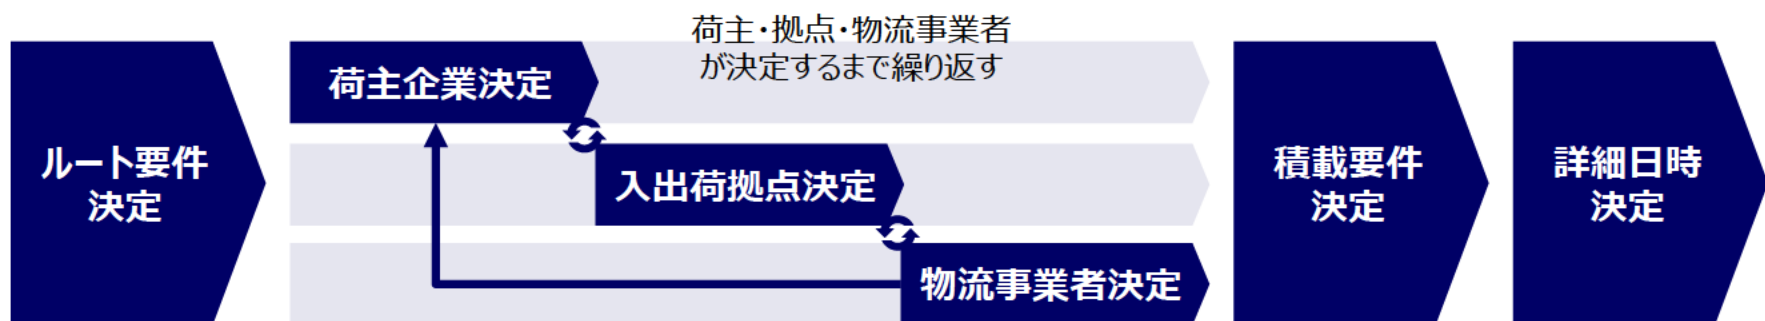 荷主・拠点・物流事業者
が決定するまで繰り返す
ルート要件
決定
荷主企業決定
入出荷拠点決定
物流事業者決定
積載要件
決定
詳細日時
決定